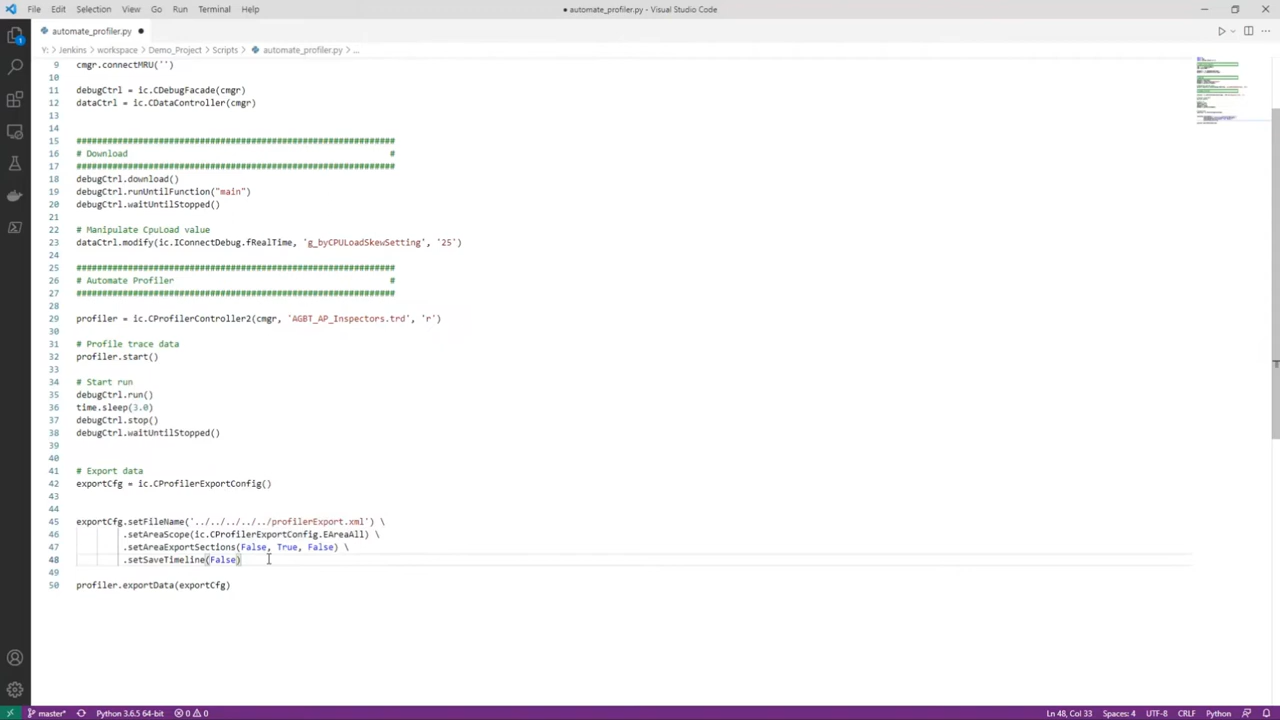 File Edit Selection View Go Run Terminal Help
● automate_profiler.py - Visual Studio Code
automate_profiler.py ●
Y: > Jenkins > workspace > Demo_Project > Scripts > automate_profiler.py > ...
9 cmgr.connectMRU('')
10
11 debugCtrl = ic.CDebugFacade(cmgr)
12 dataCtrl = ic.CDataController(cmgr)
13
14
15 ##############################################################
16 # Download #
17 ##############################################################
18 debugCtrl.download()
19 debugCtrl.runUntilFunction("main")
20 debugCtrl.waitUntilStopped()
21
22 # Manipulate CpuLoad value
23 dataCtrl.modify(ic.IConnectDebug.fRealTime, 'g_byCPULoadSkewSetting', '25')
24
25 ##############################################################
26 # Automate Profiler #
27 ##############################################################
28
29 profiler = ic.CProfilerController2(cmgr, 'AGBT_AP_Inspectors.trd', 'r')
30
31 # Profile trace data
32 profiler.start()
33
34 # Start run
35 debugCtrl.run()
36 time.sleep(3.0)
37 debugCtrl.stop()
38 debugCtrl.waitUntilStopped()
39
40
41 # Export data
42 exportCfg = ic.CProfilerExportConfig()
43
44
45 exportCfg.setFileName('../../../../../profilerExport.xml') \
46 .setAreaScope(ic.CProfilerExportConfig.EAreaAll) \
47 .setAreaExportSections(False, True, False) \
48 .setSaveTimeline(False)
49
50 profiler.exportData(exportCfg)
master* Python 3.6.5 64-bit 0 0 Ln 48, Col 33 Spaces: 4 UTF-8 CRLF Python